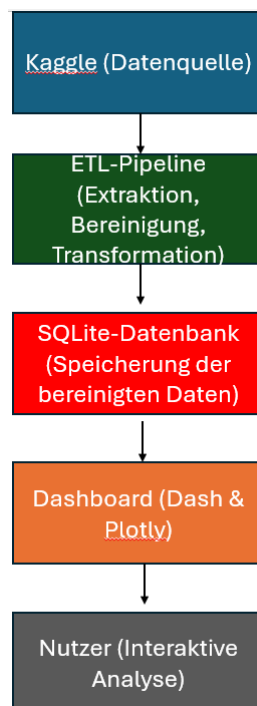 Kaggle (Datenquelle)
ETL-Pipeline
(Extraktion,
Bereinigung,
Transformation)
SQLite-Datenbank
(Speicherung der
bereinigten Daten)
Dashboard (Dash &
Plotly)
Nutzer (Interaktive
Analyse)